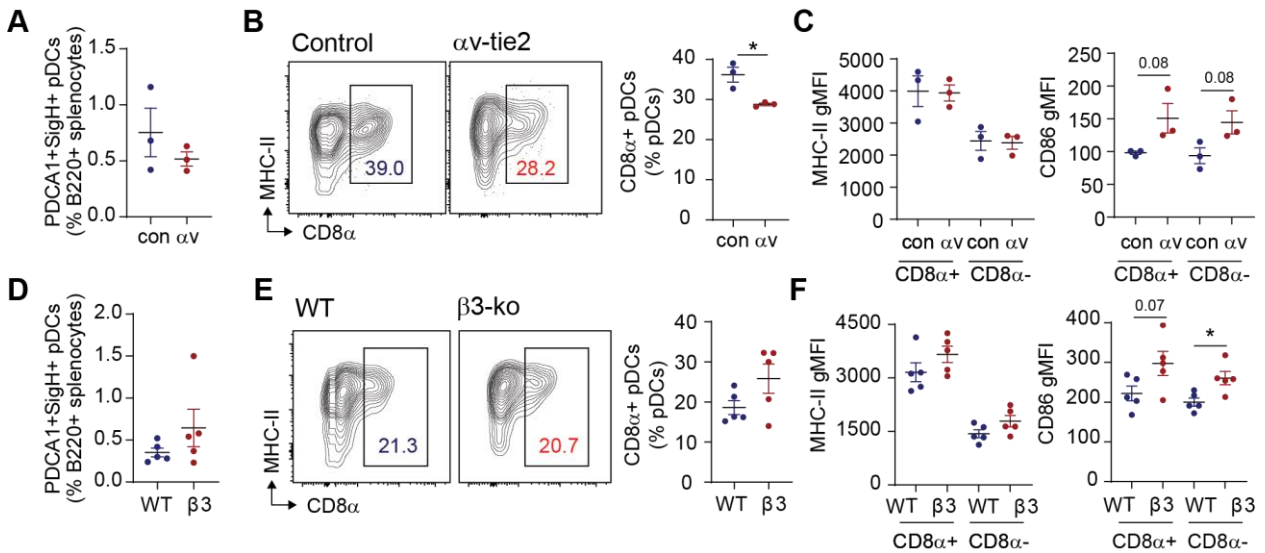 A
PDCA1+SigH+ pDCs
(% B220+ splenocytes)
1.5
1.0
0.5
0.0
con αv
B
Control
αv-tie2
39.0
28.2
MHC-II
CD8α
CD8α+ pDCs
(% pDCs)
40
30
20
10
0
*
con αv
C
MHC-II gMFI
5000
4000
3000
2000
1000
0
con αv con αv
CD8α+ CD8α-
CD86 gMFI
250
200
150
100
50
0
0.08
0.08
con αv con αv
CD8α+ CD8α-
D
PDCA1+SigH+ pDCs
(% B220+ splenocytes)
2.0
1.5
1.0
0.5
0.0
WT β3
E
WT
β3-ko
21.3
20.7
MHC-II
CD8α
CD8α+ pDCs
(% pDCs)
40
30
20
10
0
WT β3
F
MHC-II gMFI
4500
3000
1500
0
WT β3 WT β3
CD8α+ CD8α-
CD86 gMFI
400
300
200
100
0
0.07
*
WT β3 WT β3
CD8α+ CD8α-